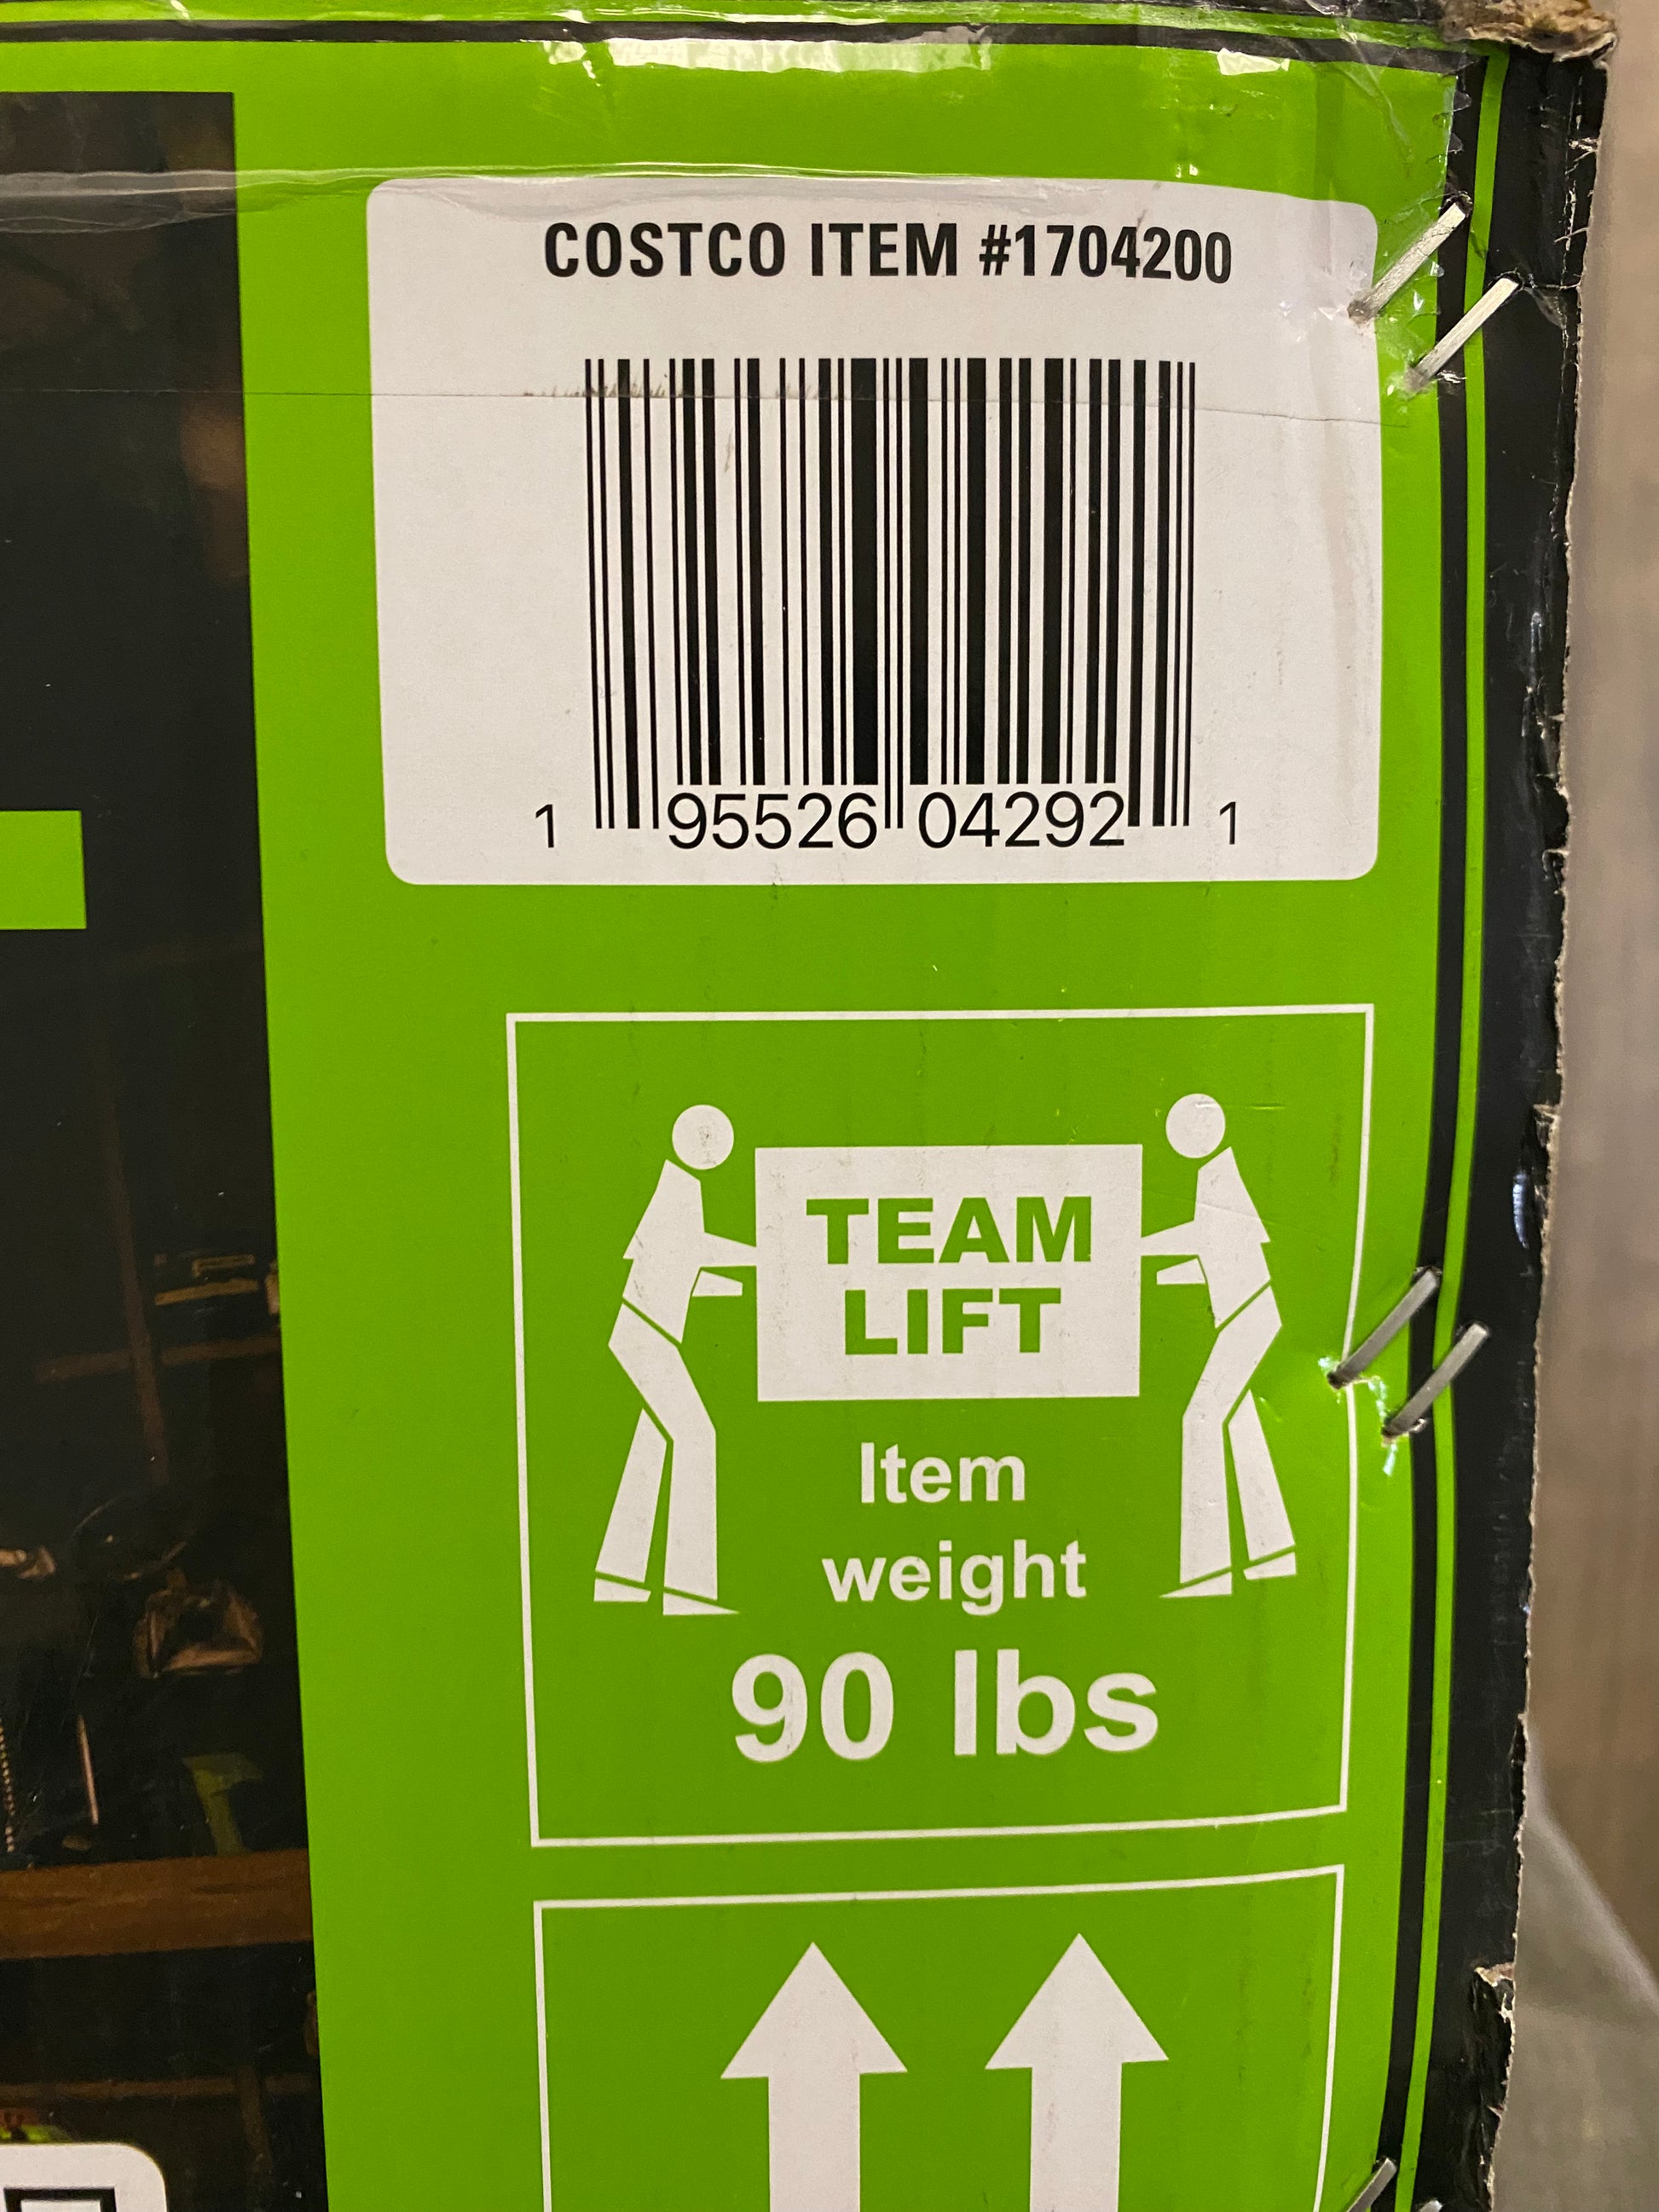 COSTCO ITEM #1704200
1 95526 04292 1
TEAM
LIFT
Item
weight
90 lbs